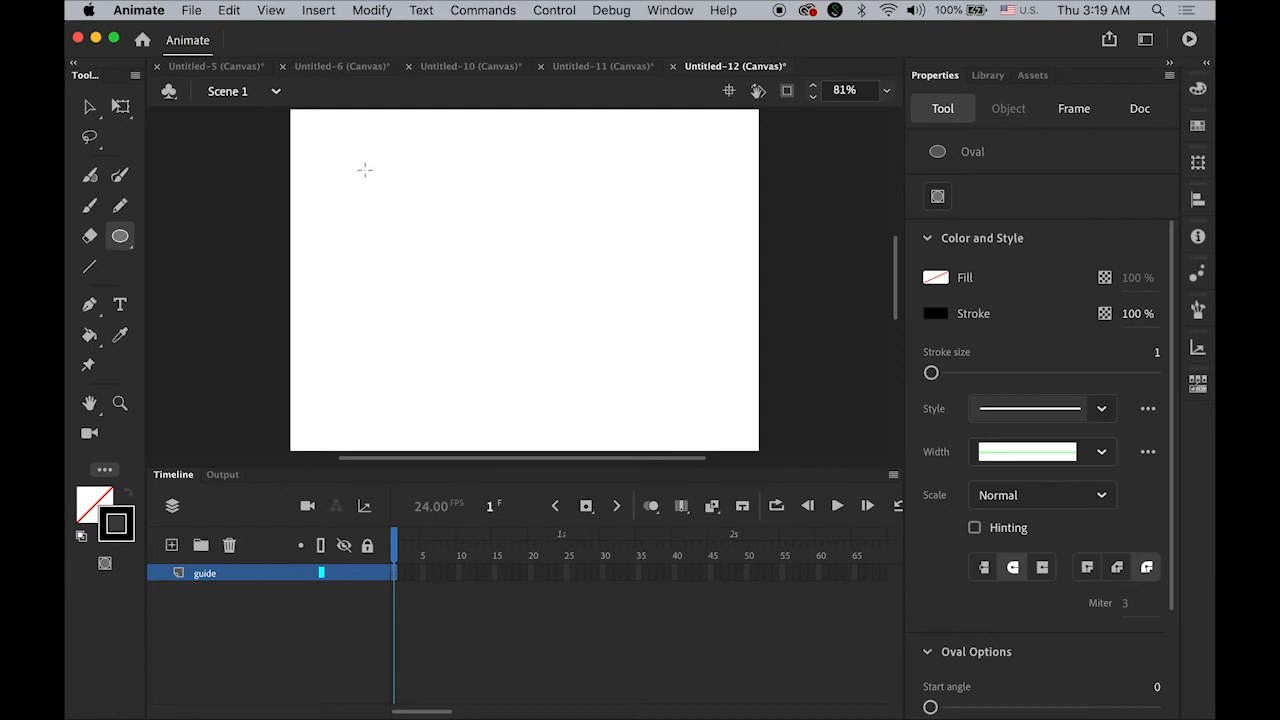 Animate File Edit View Insert Modify Text Commands Control Debug Window Help 100% U.S. Thu 3:19 AM
Animate
Tool...
Untitled-5 (Canvas)* Untitled-6 (Canvas)* Untitled-10 (Canvas)* Untitled-11 (Canvas)* Untitled-12 (Canvas)*
Properties Library Assets
Scene 1 81%
Tool Object Frame Doc
Oval
Color and Style
Fill 100 %
Stroke 100 %
Stroke size 1
Style
Width
Scale Normal
Hinting
Miter 3
Oval Options
Start angle 0
T
Timeline Output
24.00 FPS 1 F
1s 2s
5 10 15 20 25 30 35 40 45 50 55 60 65
guide